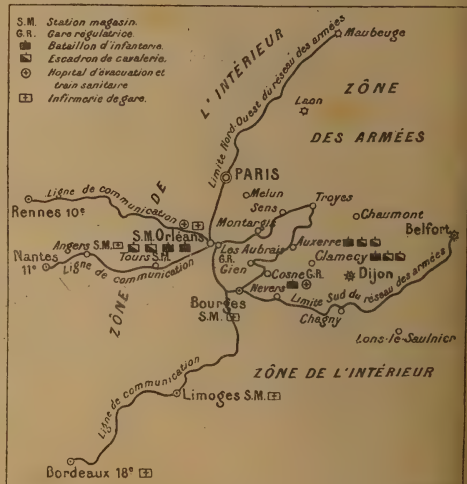 S.M. Station magasin.
G.R. Gare régulatrice.
Bataillon d'infanterie.
Escadron de cavalerie.
Hopital d'évacuation et
train sanitaire
Infirmerie de gare.
Maubeuge
L'INTÉRIEUR
Limite Nord-Ouest du réseau des armées
Laon
ZÔNE
DES ARMÉES
PARIS
Melun
Sens
Troyes
Chaumont
Montargis
DE
Ligne de communication
Rennes 10e
S.M. Orléans
Les Aubrais
G.R.
Auxerre
Belfort
Angers S.M.
Tours S.M.
Gien
Clamecy
Nantes
11e
Ligne de communication
Cosne G.R.
Dijon
ZÔNE
Bourges
S.M.
Nevers
Limite Sud du réseau des armées
Chagny
Lons-le-Saulnier
ZÔNE DE L'INTÉRIEUR
Ligne de communication
Limoges S.M.
Bordeaux 18e